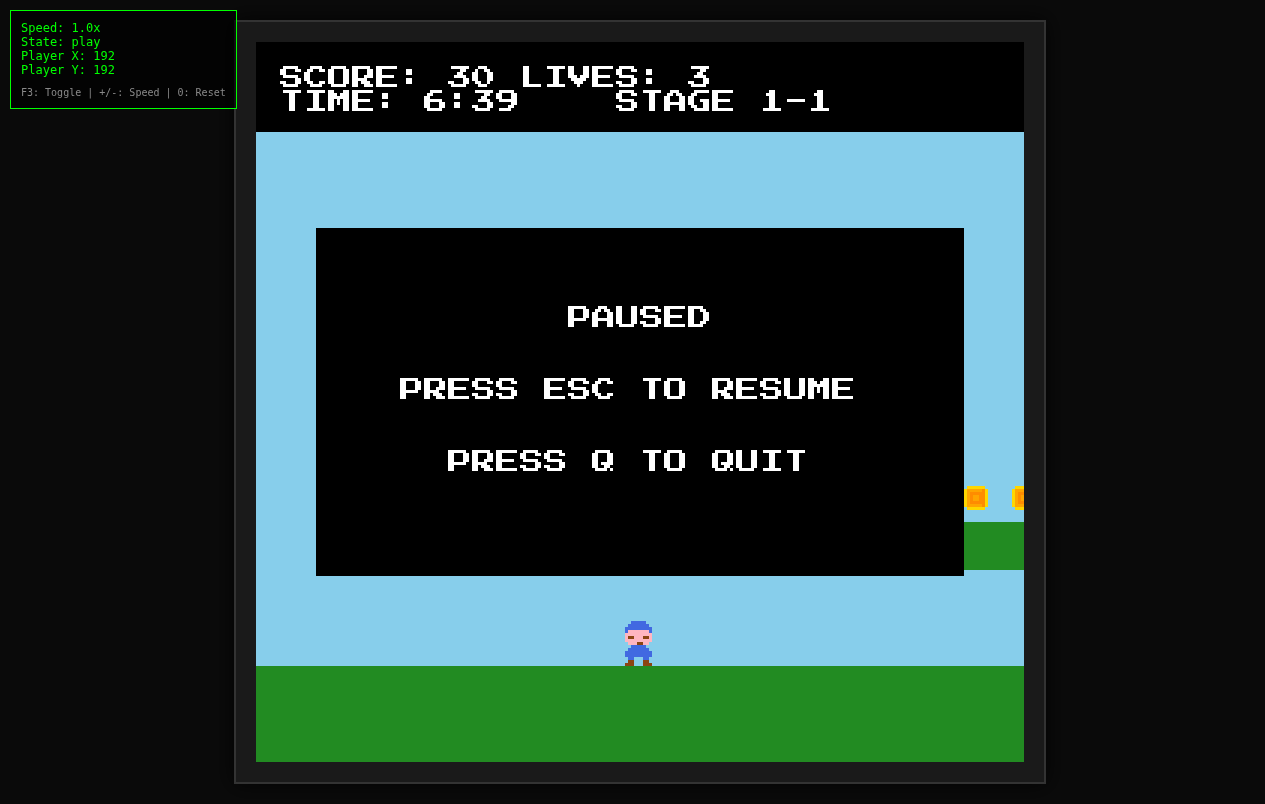 Speed: 1.0x
State: play
Player X: 192
Player Y: 192
F3: Toggle | +/-: Speed | 0: Reset
SCORE: 30 LIVES: 3
TIME: 6:39 STAGE 1-1
PAUSED
PRESS ESC TO RESUME
PRESS Q TO QUIT